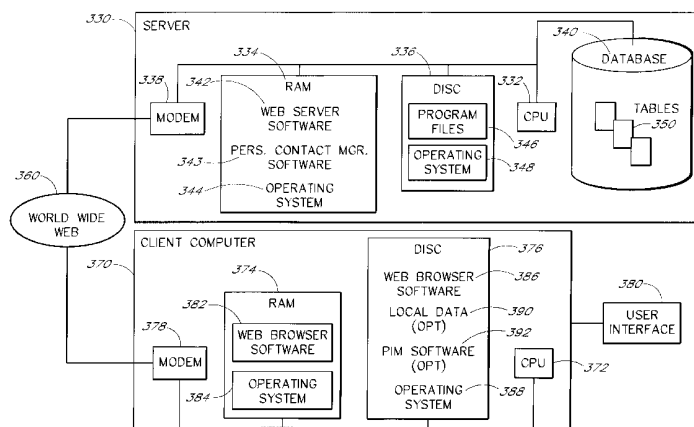 330
SERVER
334
336
340
DATABASE
338
342
RAM
DISC
332
MODEM
WEB SERVER
SOFTWARE
PROGRAM
FILES
CPU
TABLES
350
343
PERS. CONTACT MGR.
SOFTWARE
346
344
OPERATING
SYSTEM
OPERATING
SYSTEM
348
360
WORLD WIDE
WEB
370
CLIENT COMPUTER
374
DISC
376
382
RAM
WEB BROWSER
SOFTWARE
386
380
378
WEB BROWSER
SOFTWARE
LOCAL DATA
(OPT)
390
USER
INTERFACE
MODEM
384
OPERATING
SYSTEM
PIM SOFTWARE
(OPT)
392
CPU
372
OPERATING
SYSTEM
388